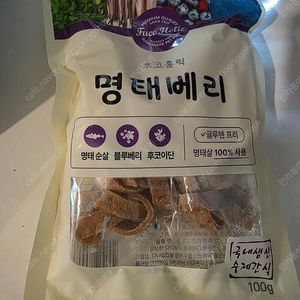 PREMIUM QUALITY
Fuco Holic
후코홀릭
명태베리
✓글루텐 프리
명태 순살 블루베리 후코이단
명태살 100% 사용
국내생산
수제간식
100g